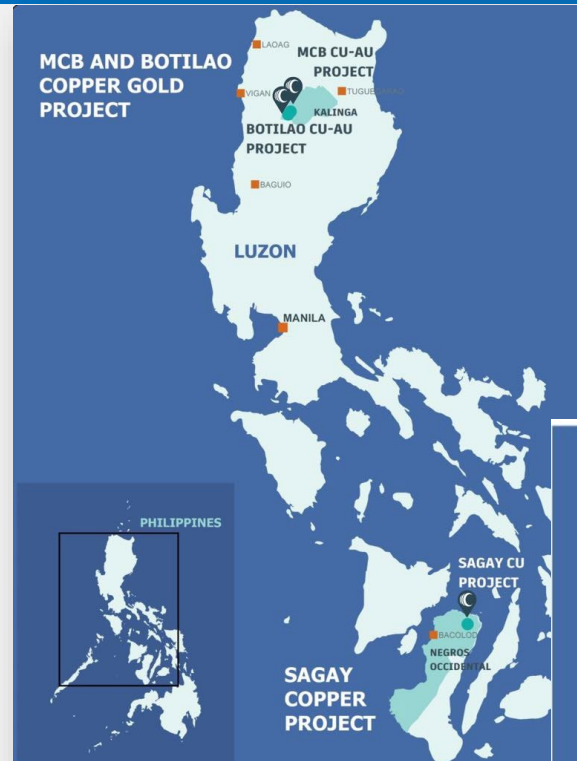 MCB AND BOTILAO
COPPER GOLD
PROJECT
LAOAG
MCB CU-AU
PROJECT
VIGAN
TUGUEGARAO
KALINGA
BOTILAO CU-AU
PROJECT
BAGUIO
LUZON
MANILA
PHILIPPINES
SAGAY CU
PROJECT
BACOLOD
NEGROS
OCCIDENTAL
SAGAY
COPPER
PROJECT